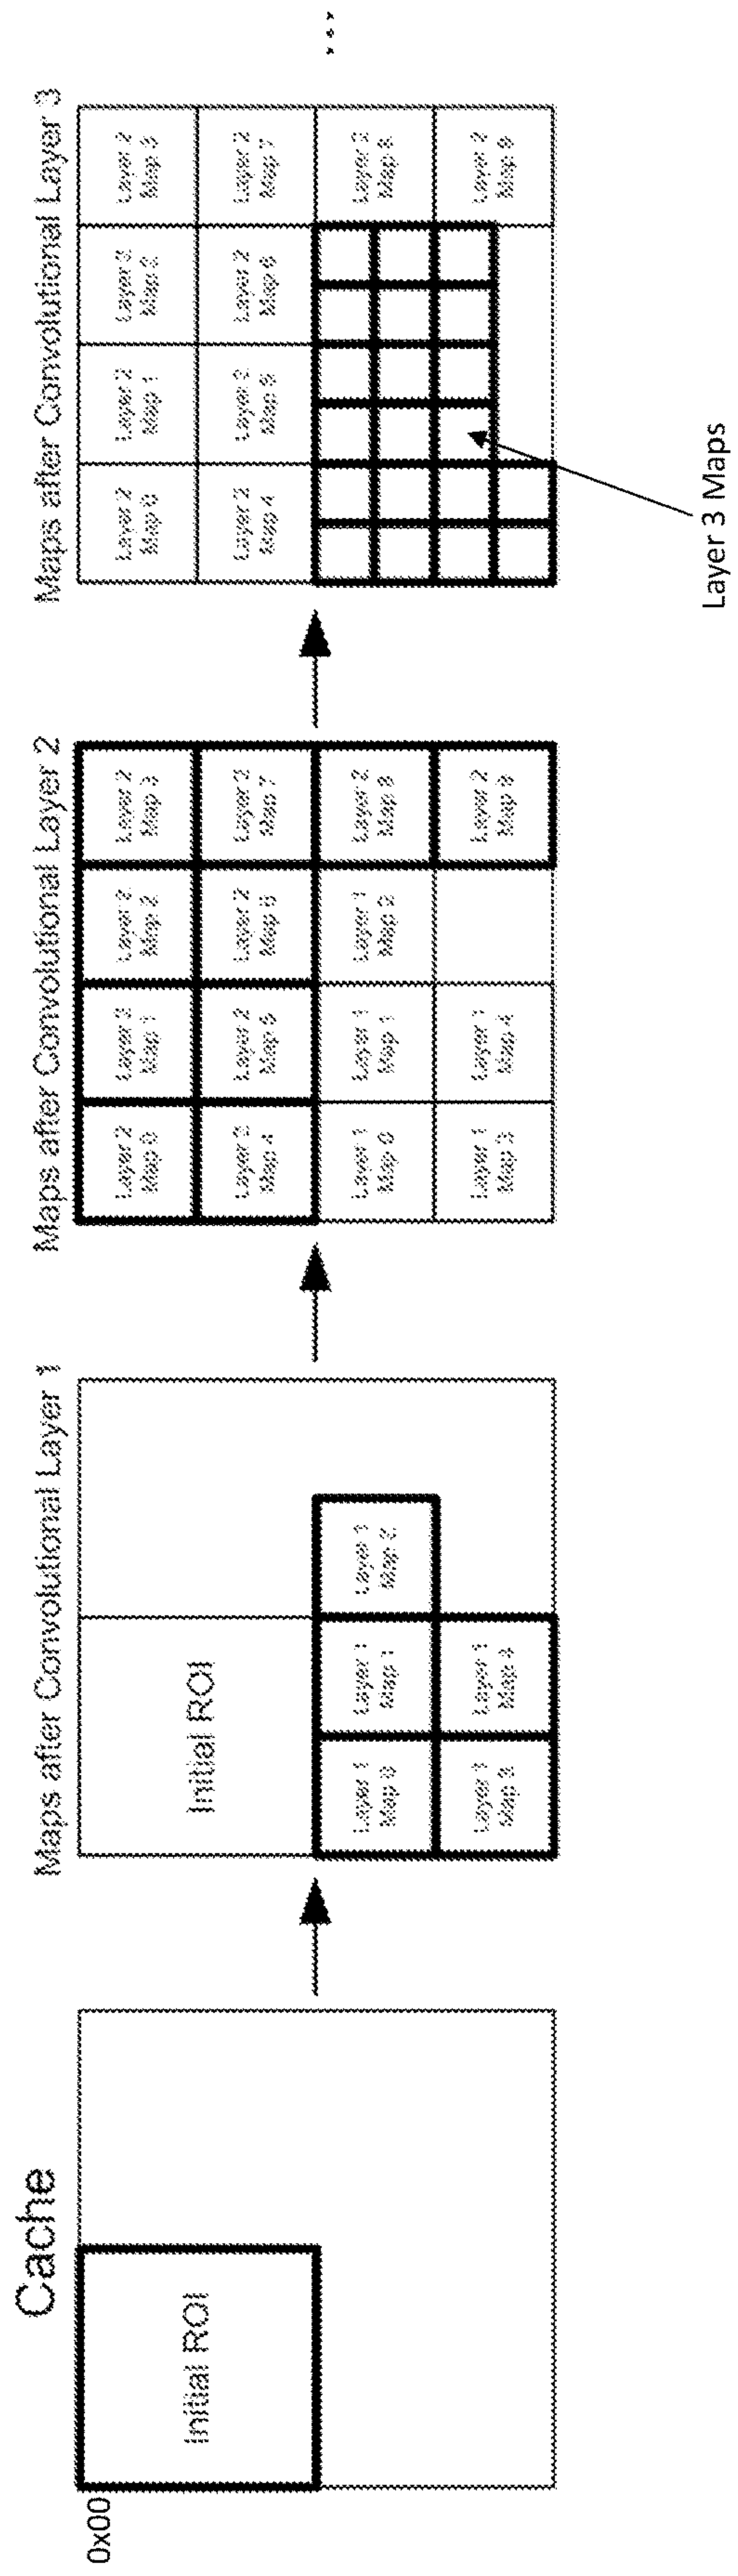 Cache
0x00
Initial ROI
Maps after Convolutional Layer 1
Initial ROI
Layer 1
Map 0
Layer 1
Map 1
Layer 1
Map 2
Layer 1
Map 3
Layer 1
Map 4
Maps after Convolutional Layer 2
Layer 2
Map 0
Layer 2
Map 1
Layer 2
Map 2
Layer 2
Map 3
Layer 2
Map 4
Layer 2
Map 5
Layer 2
Map 6
Layer 2
Map 7
Layer 1
Map 0
Layer 1
Map 1
Layer 1
Map 2
Layer 2
Map 8
Layer 1
Map 3
Layer 1
Map 4
Layer 2
Map 9
Maps after Convolutional Layer 3
Layer 2
Map 0
Layer 2
Map 1
Layer 2
Map 2
Layer 2
Map 3
Layer 2
Map 4
Layer 2
Map 5
Layer 2
Map 6
Layer 2
Map 7
Layer 2
Map 8
Layer 2
Map 9
Layer 3 Maps
...